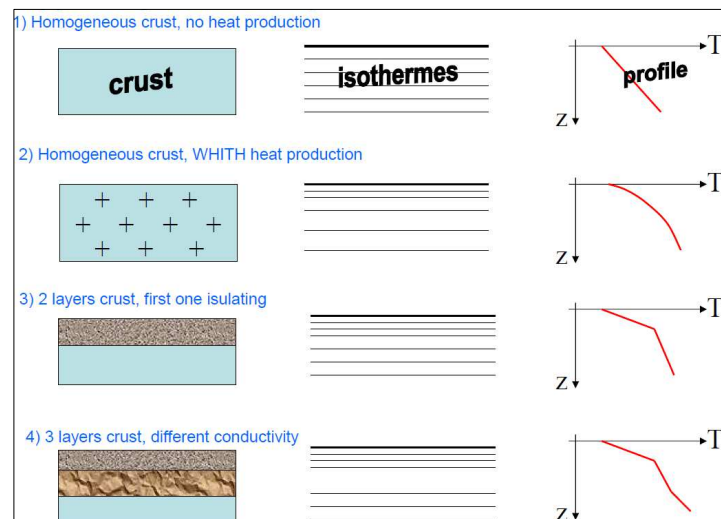 1) Homogeneous crust, no heat production
crust
isothermes
T
profile
Z
2) Homogeneous crust, WHITH heat production
T
Z
3) 2 layers crust, first one isulating
T
Z
4) 3 layers crust, different conductivity
T
Z